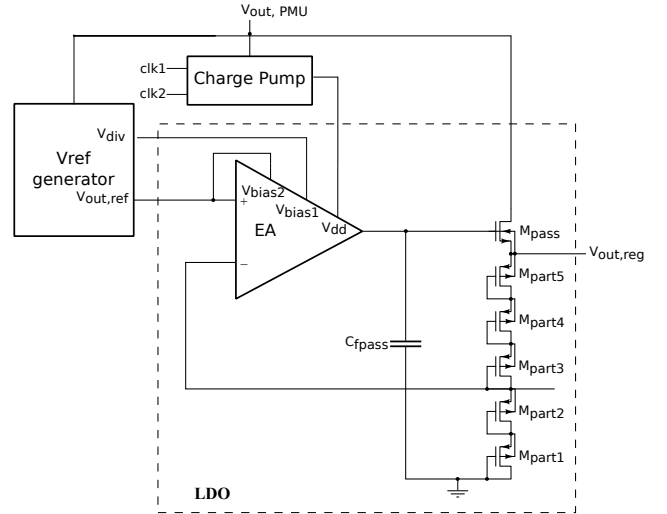 Vout, PMU
clk1
clk2
Charge Pump
Vdiv
Vref
generator
Vout,ref
Vbias2
Vbias1
Vdd
+
EA
−
Mpass
Vout,reg
Mpart5
Mpart4
Cfpass
Mpart3
Mpart2
Mpart1
LDO